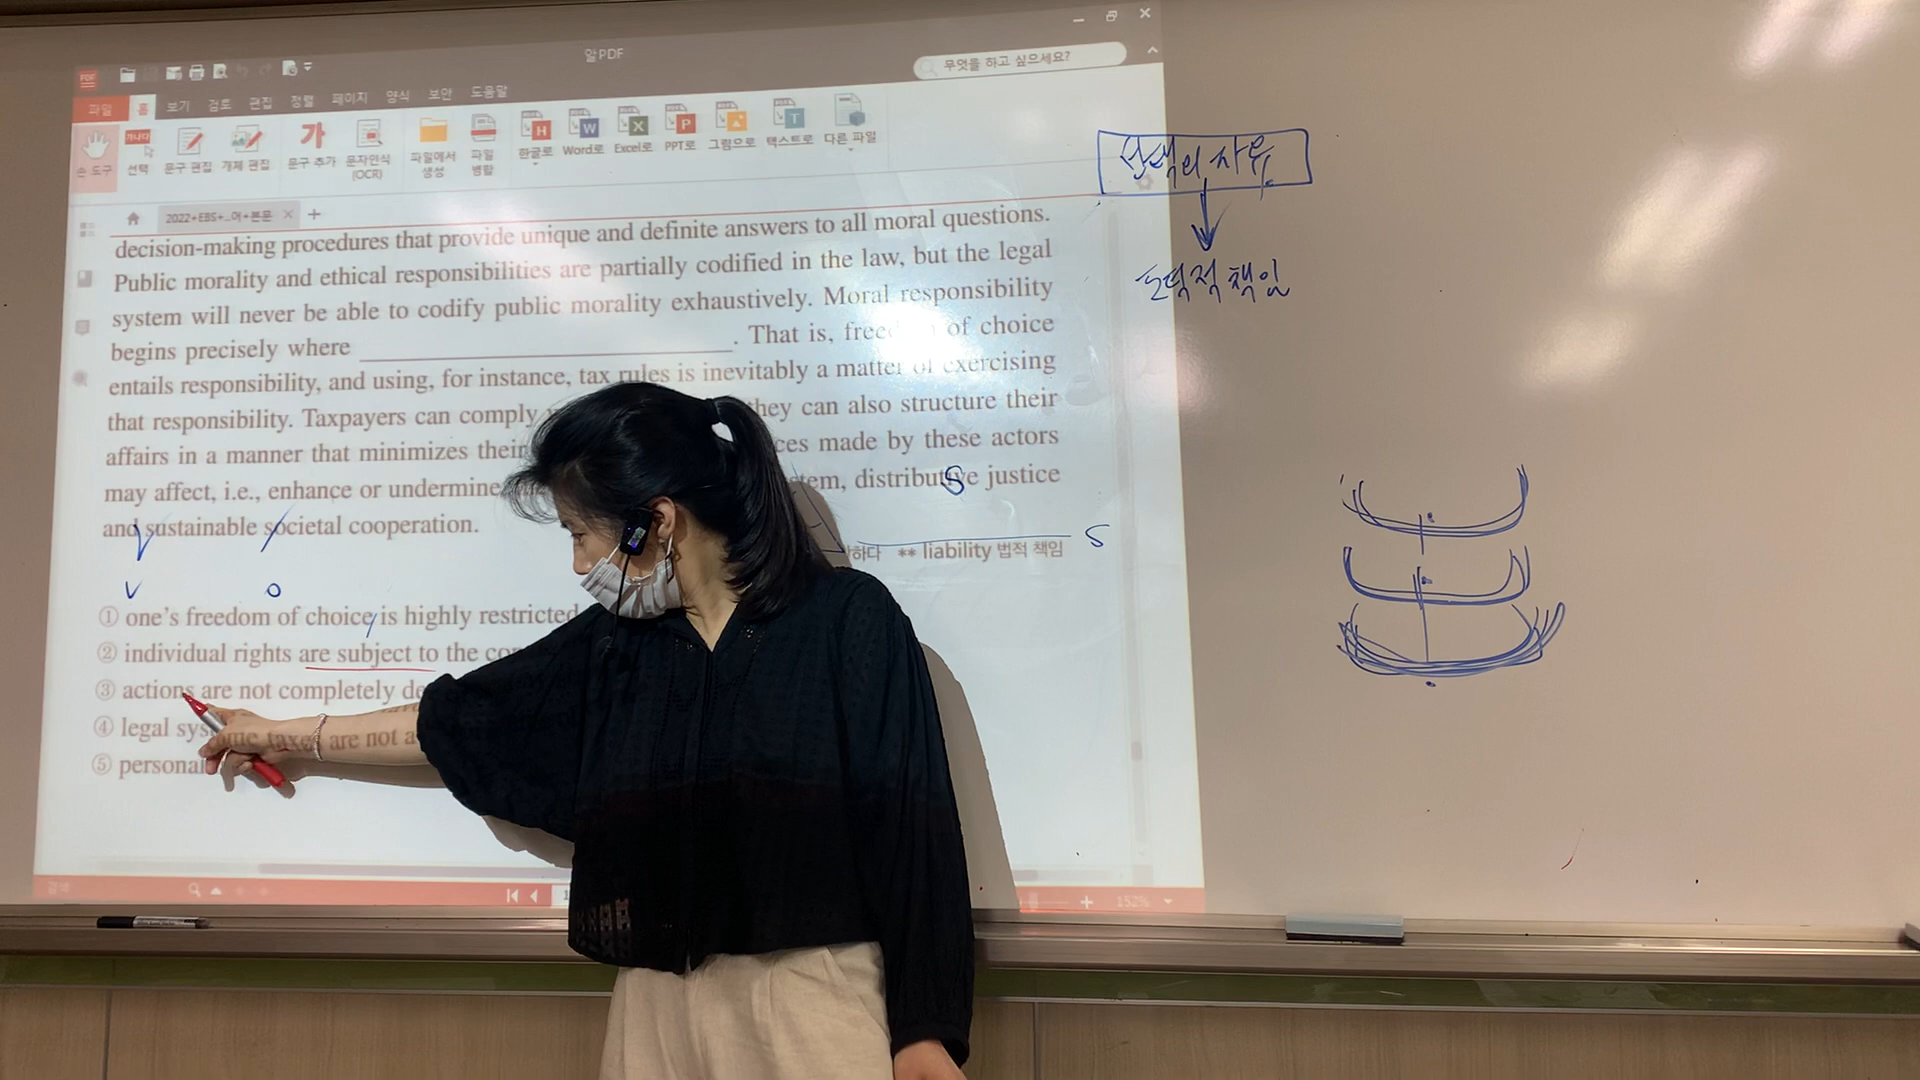 알PDF
무엇을 하고 싶으세요?
파일 홈 보기 검토 편집 정렬 페이지 양식 보안 도움말
손 도구 선택 문구 편집 개체 편집 문구 추가 문자인식 (OCR) 파일에서 생성 파일 병합 한글로 Word로 Excel로 PPT로 그림으로 텍스트로 다른 파일
2022+EBS+_어+본문
decision-making procedures that provide unique and definite answers to all moral questions.
Public morality and ethical responsibilities are partially codified in the law, but the legal
system will never be able to codify public morality exhaustively. Moral responsibility
begins precisely where ____. That is, freedom of choice
entails responsibility, and using, for instance, tax rules is inevitably a matter of exercising
that responsibility. Taxpayers can comply they can also structure their
affairs in a manner that minimizes their made by these actors
may affect, i.e., enhance or undermine distributive justice
and sustainable societal cooperation.
** liability 법적 책임
① one's freedom of choice is highly restricted
② individual rights are subject to the
③ actions are not completely
④ legal
⑤ personal
taxes are not
검색
152%
선택의 자유
도덕적 책임
S
S
V
O